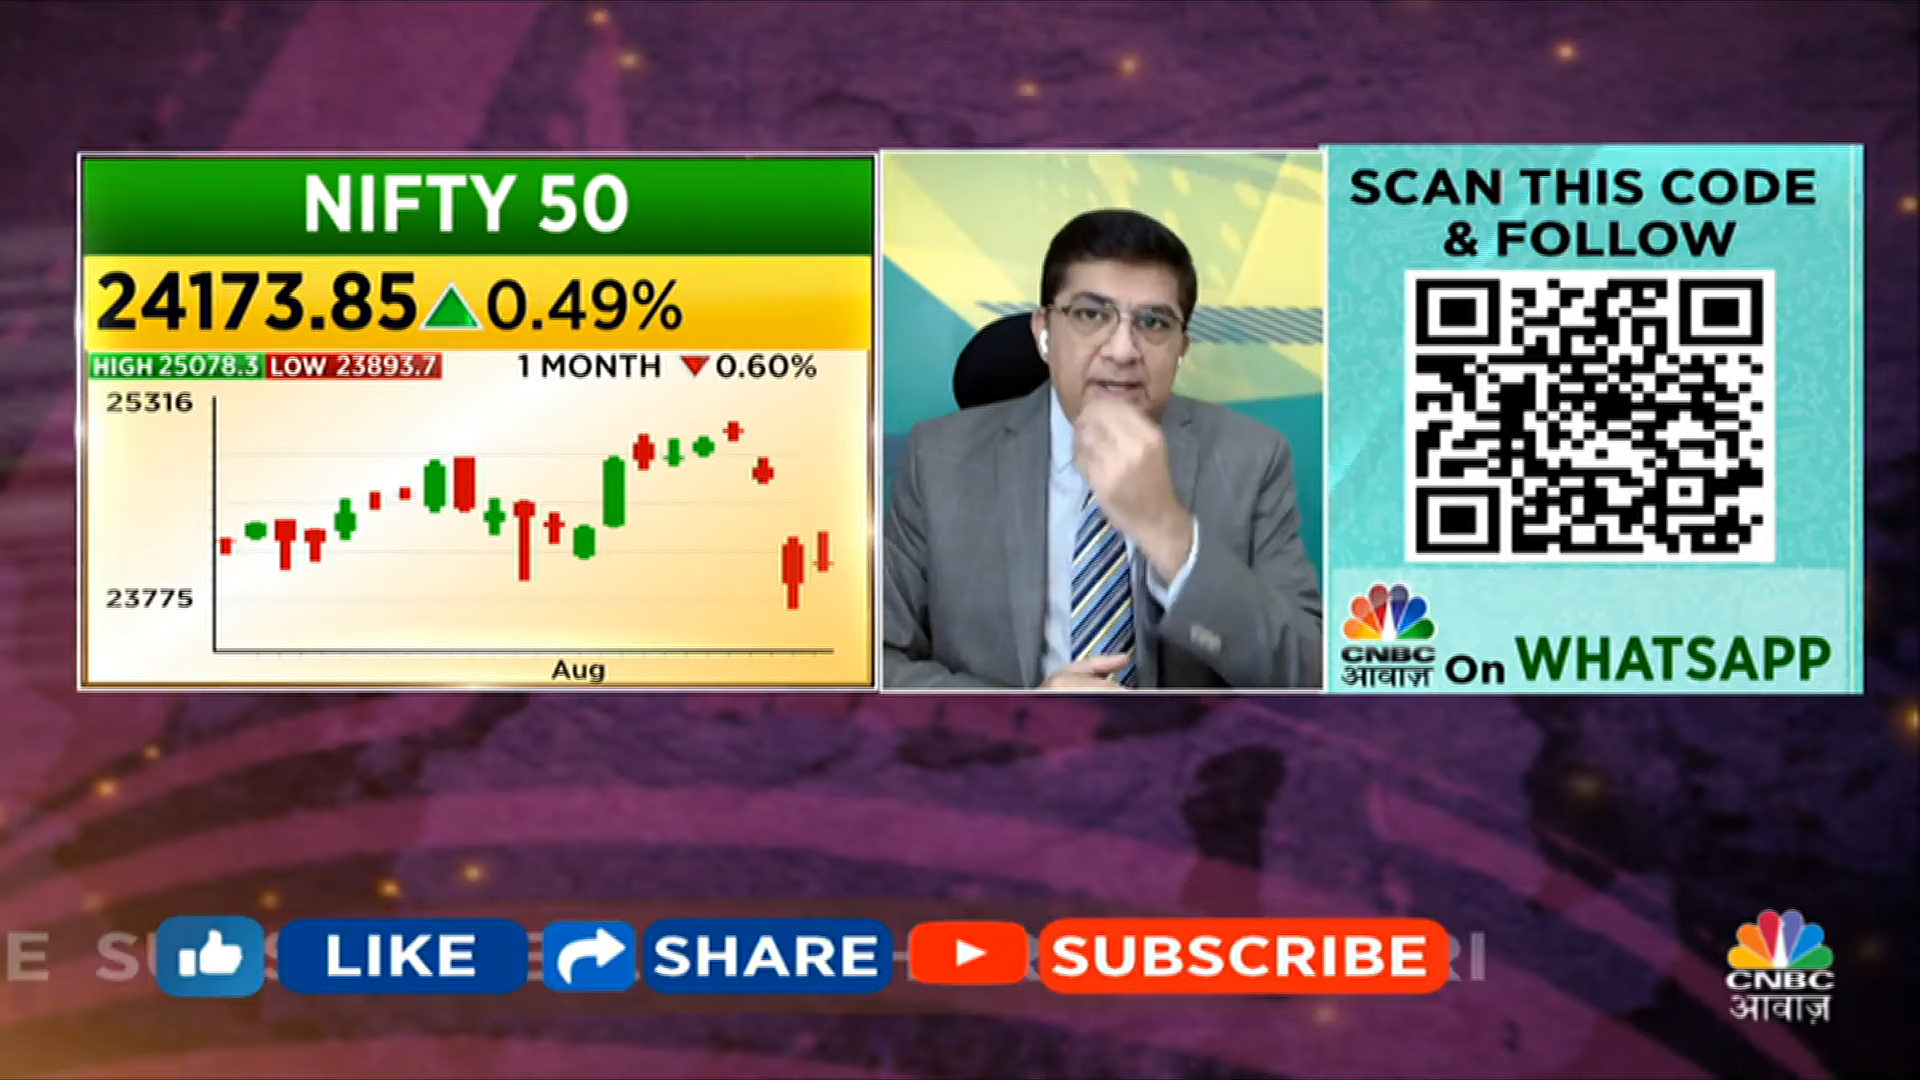 NIFTY 50
24173.85 ▲ 0.49%
HIGH 25078.3 LOW 23893.7 1 MONTH ▼ 0.60%
25316
23775
Aug
SCAN THIS CODE
& FOLLOW
CNBC
आवाज़
On WHATSAPP
LIKE SHARE SUBSCRIBE
CNBC
आवाज़